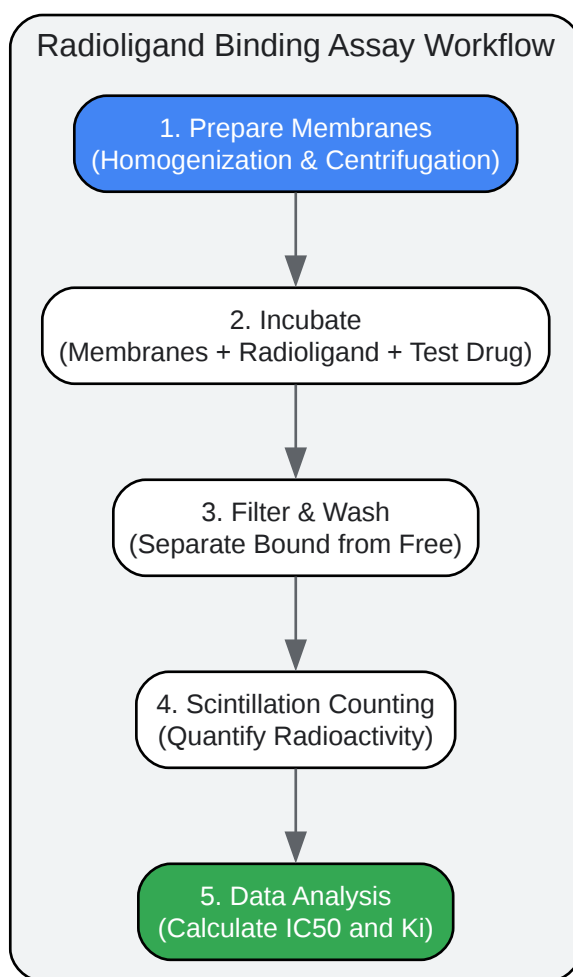 Radioligand Binding Assay Workflow
1. Prepare Membranes
(Homogenization & Centrifugation)
2. Incubate
(Membranes + Radioligand + Test Drug)
3. Filter & Wash
(Separate Bound from Free)
4. Scintillation Counting
(Quantify Radioactivity)
5. Data Analysis
(Calculate IC50 and Ki)